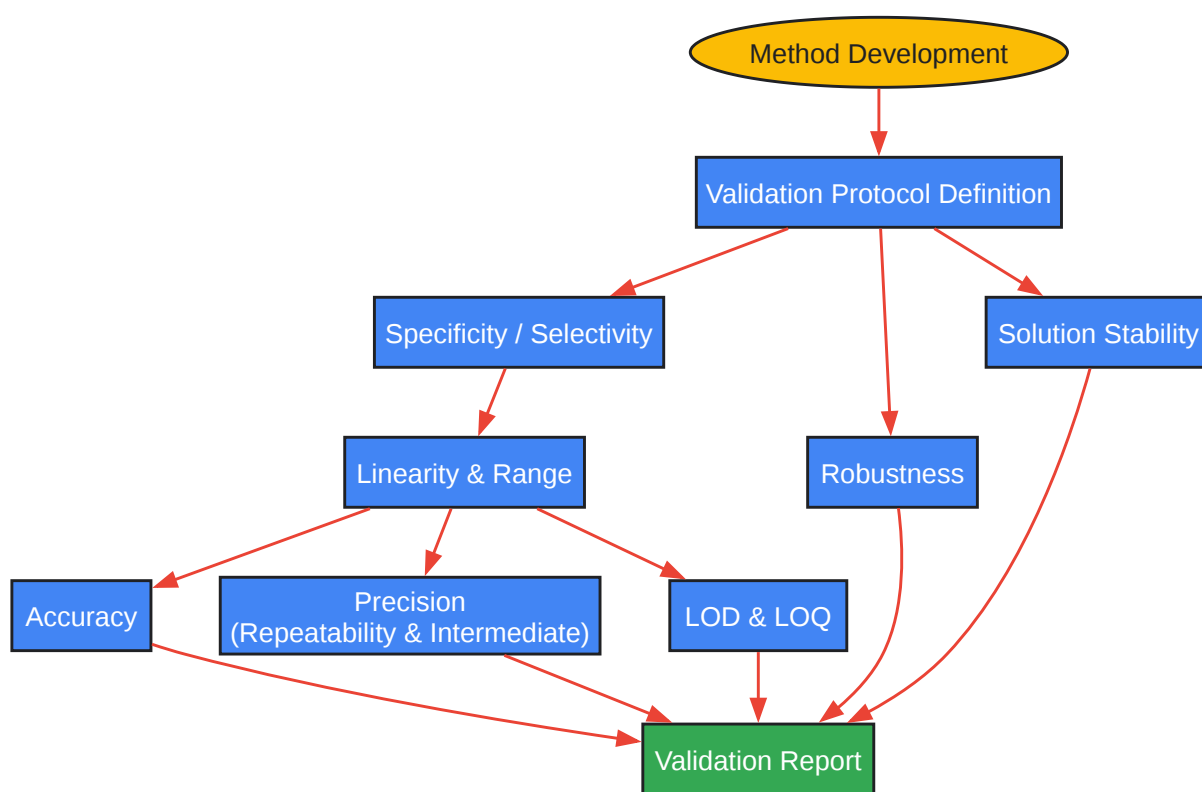 Method Development
Validation Protocol Definition
Specificity / Selectivity
Solution Stability
Linearity & Range
Robustness
Accuracy
Precision
(Repeatability & Intermediate)
LOD & LOQ
Validation Report